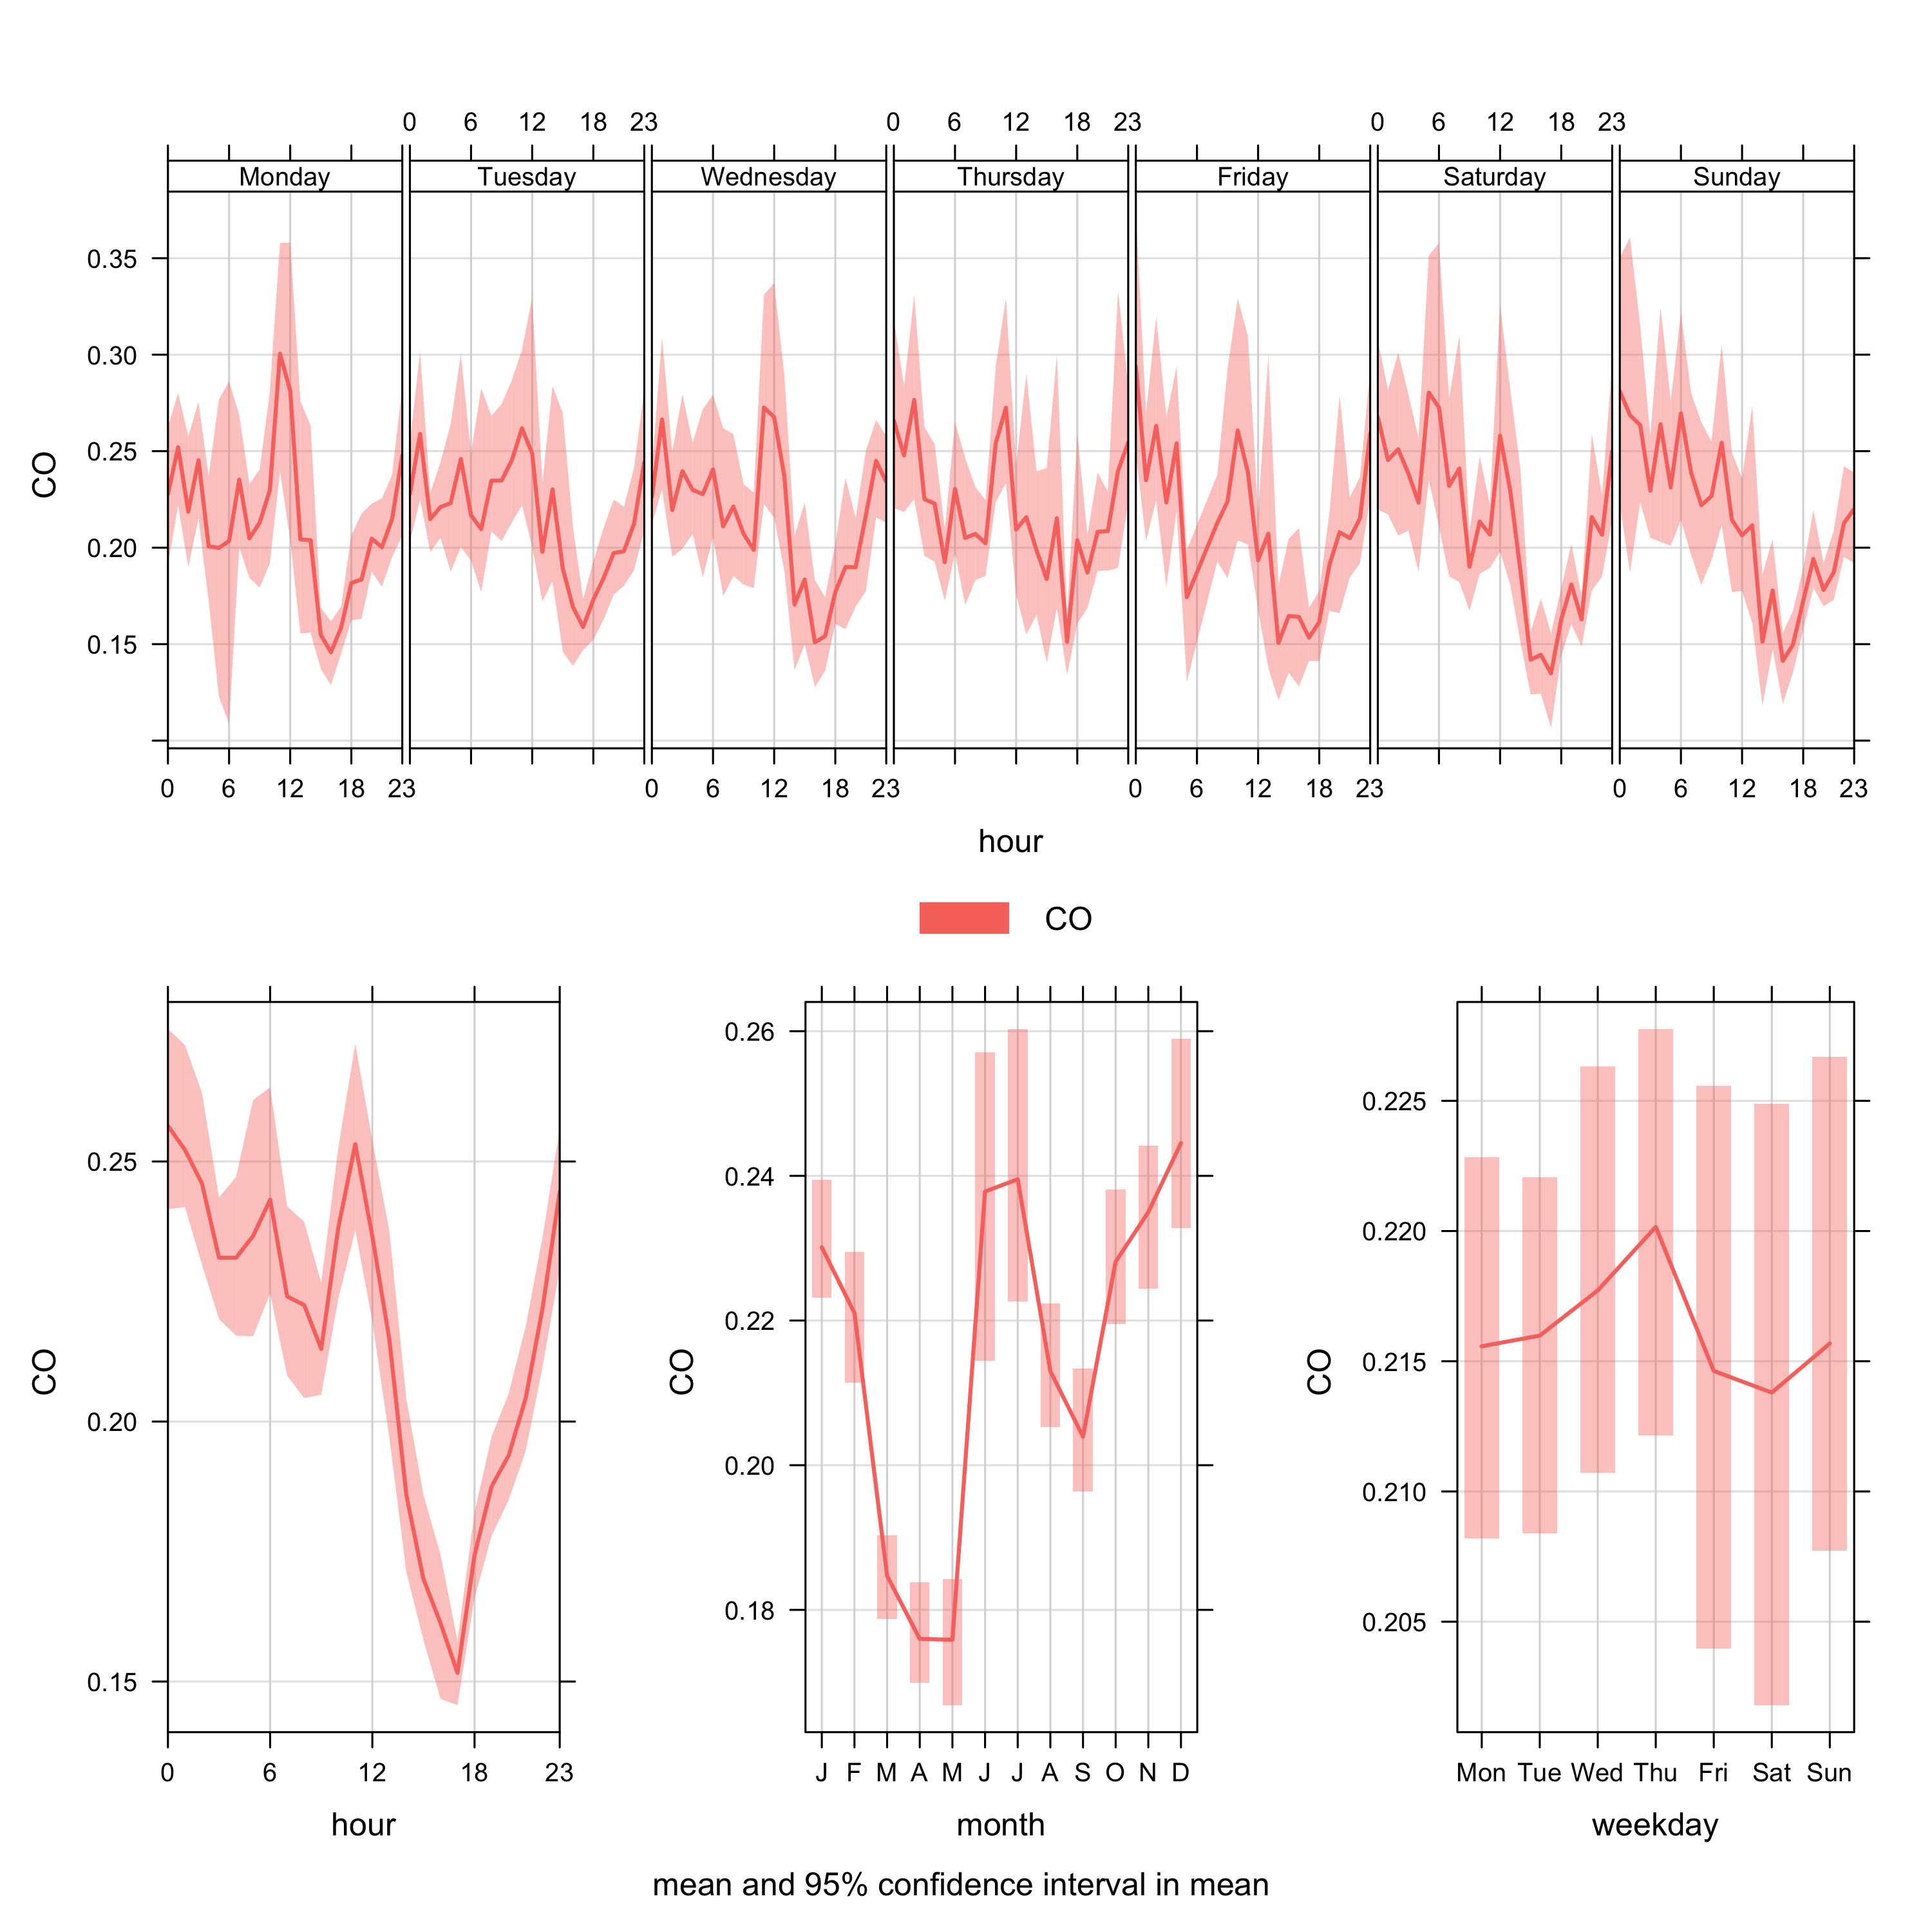 0 6 12 18 23 0 6 12 18 23 0 6 12 18 23
Monday Tuesday Wednesday Thursday Friday Saturday Sunday
0.35
0.30
0.25
0.20
0.15
CO
0 6 12 18 23 0 6 12 18 23 0 6 12 18 23 0 6 12 18 23
hour
CO
0.25
0.20
0.15
CO
0 6 12 18 23
hour
0.26
0.24
0.22
0.20
0.18
CO
J F M A M J J A S O N D
month
0.225
0.220
0.215
0.210
0.205
CO
Mon Tue Wed Thu Fri Sat Sun
weekday
mean and 95% confidence interval in mean